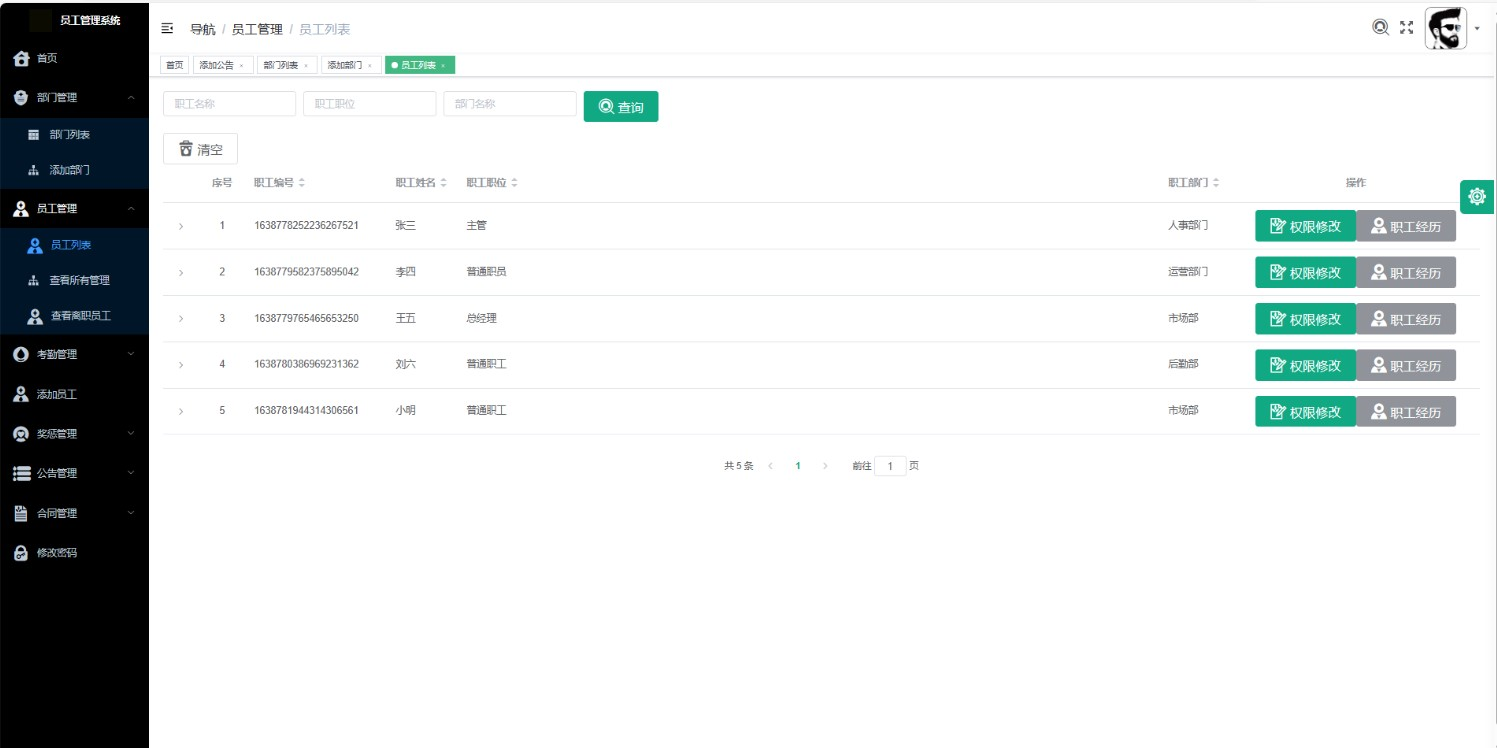 员工管理系统
首页
部门管理
部门列表
添加部门
员工管理
员工列表
查看所有管理
查看离职员工
考勤管理
添加员工
奖惩管理
公告管理
合同管理
修改密码
导航 / 员工管理 / 员工列表
首页 添加公告 × 部门列表 × 添加部门 × 员工列表 ×
职工名称 职工职位 部门名称 查询
清空
序号 职工编号 职工姓名 职工职位 职工部门 操作
1 1638778252236267521 张三 主管 人事部门 权限修改 职工经历
2 1638779582375895042 李四 普通职员 运营部门 权限修改 职工经历
3 1638779765465653250 王五 总经理 市场部 权限修改 职工经历
4 1638780386969231362 刘六 普通职工 后勤部 权限修改 职工经历
5 1638781944314306561 小明 普通职工 市场部 权限修改 职工经历
共 5 条 1 前往 1 页